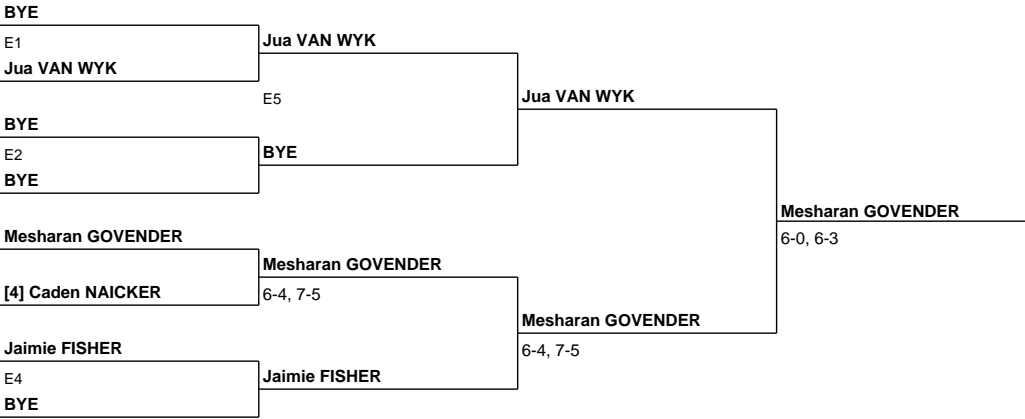 BYE
E1
Jua VAN WYK
Jua VAN WYK
E5
Jua VAN WYK
BYE
E2
BYE
BYE
Mesharan GOVENDER
6-0, 6-3
Mesharan GOVENDER
Mesharan GOVENDER
6-4, 7-5
[4] Caden NAICKER
Mesharan GOVENDER
6-4, 7-5
Jaimie FISHER
E4
Jaimie FISHER
BYE